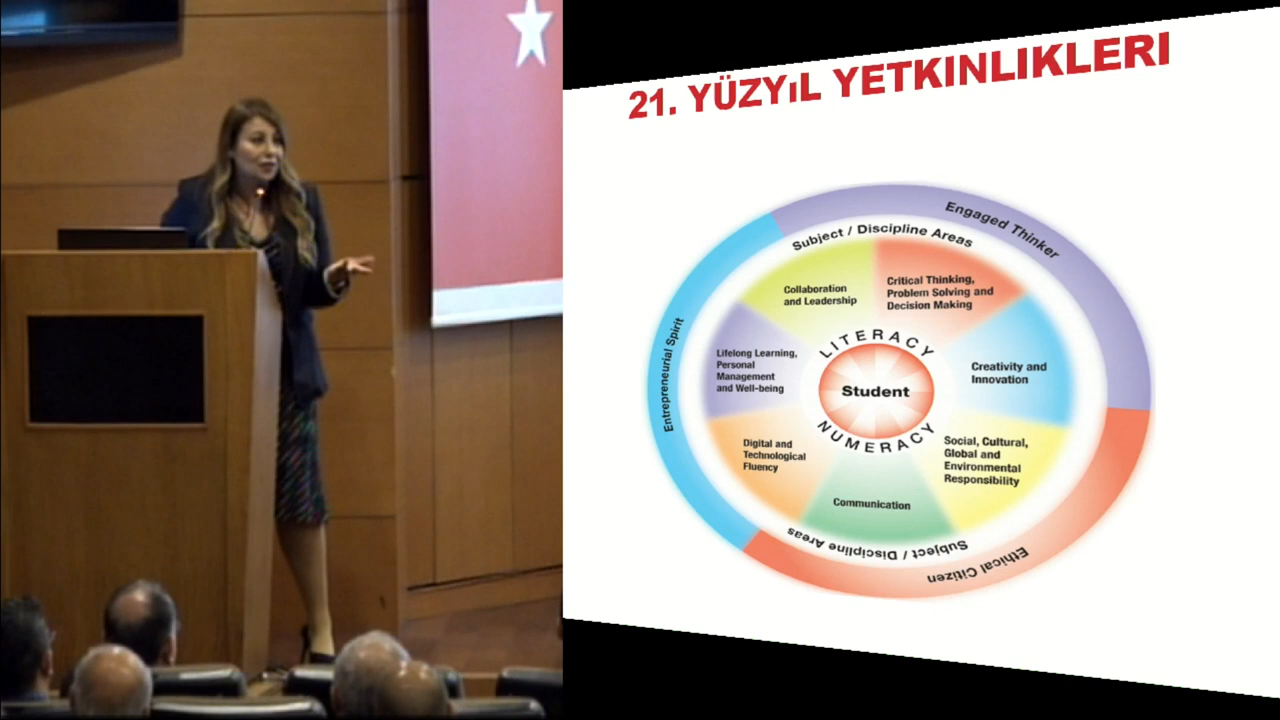 21. YÜZYıL YETKINLIKLERI
Engaged Thinker
Subject / Discipline Areas
Collaboration
and Leadership
Critical Thinking,
Problem Solving and
Decision Making
Entrepreneurial Spirit
Lifelong Learning,
Personal
Management
and Well-being
LITERACY
Student
NUMERACY
Creativity and
Innovation
Digital and
Technological
Fluency
Social, Cultural,
Global and
Environmental
Responsibility
Communication
Subject / Discipline Areas
Ethical Citizen